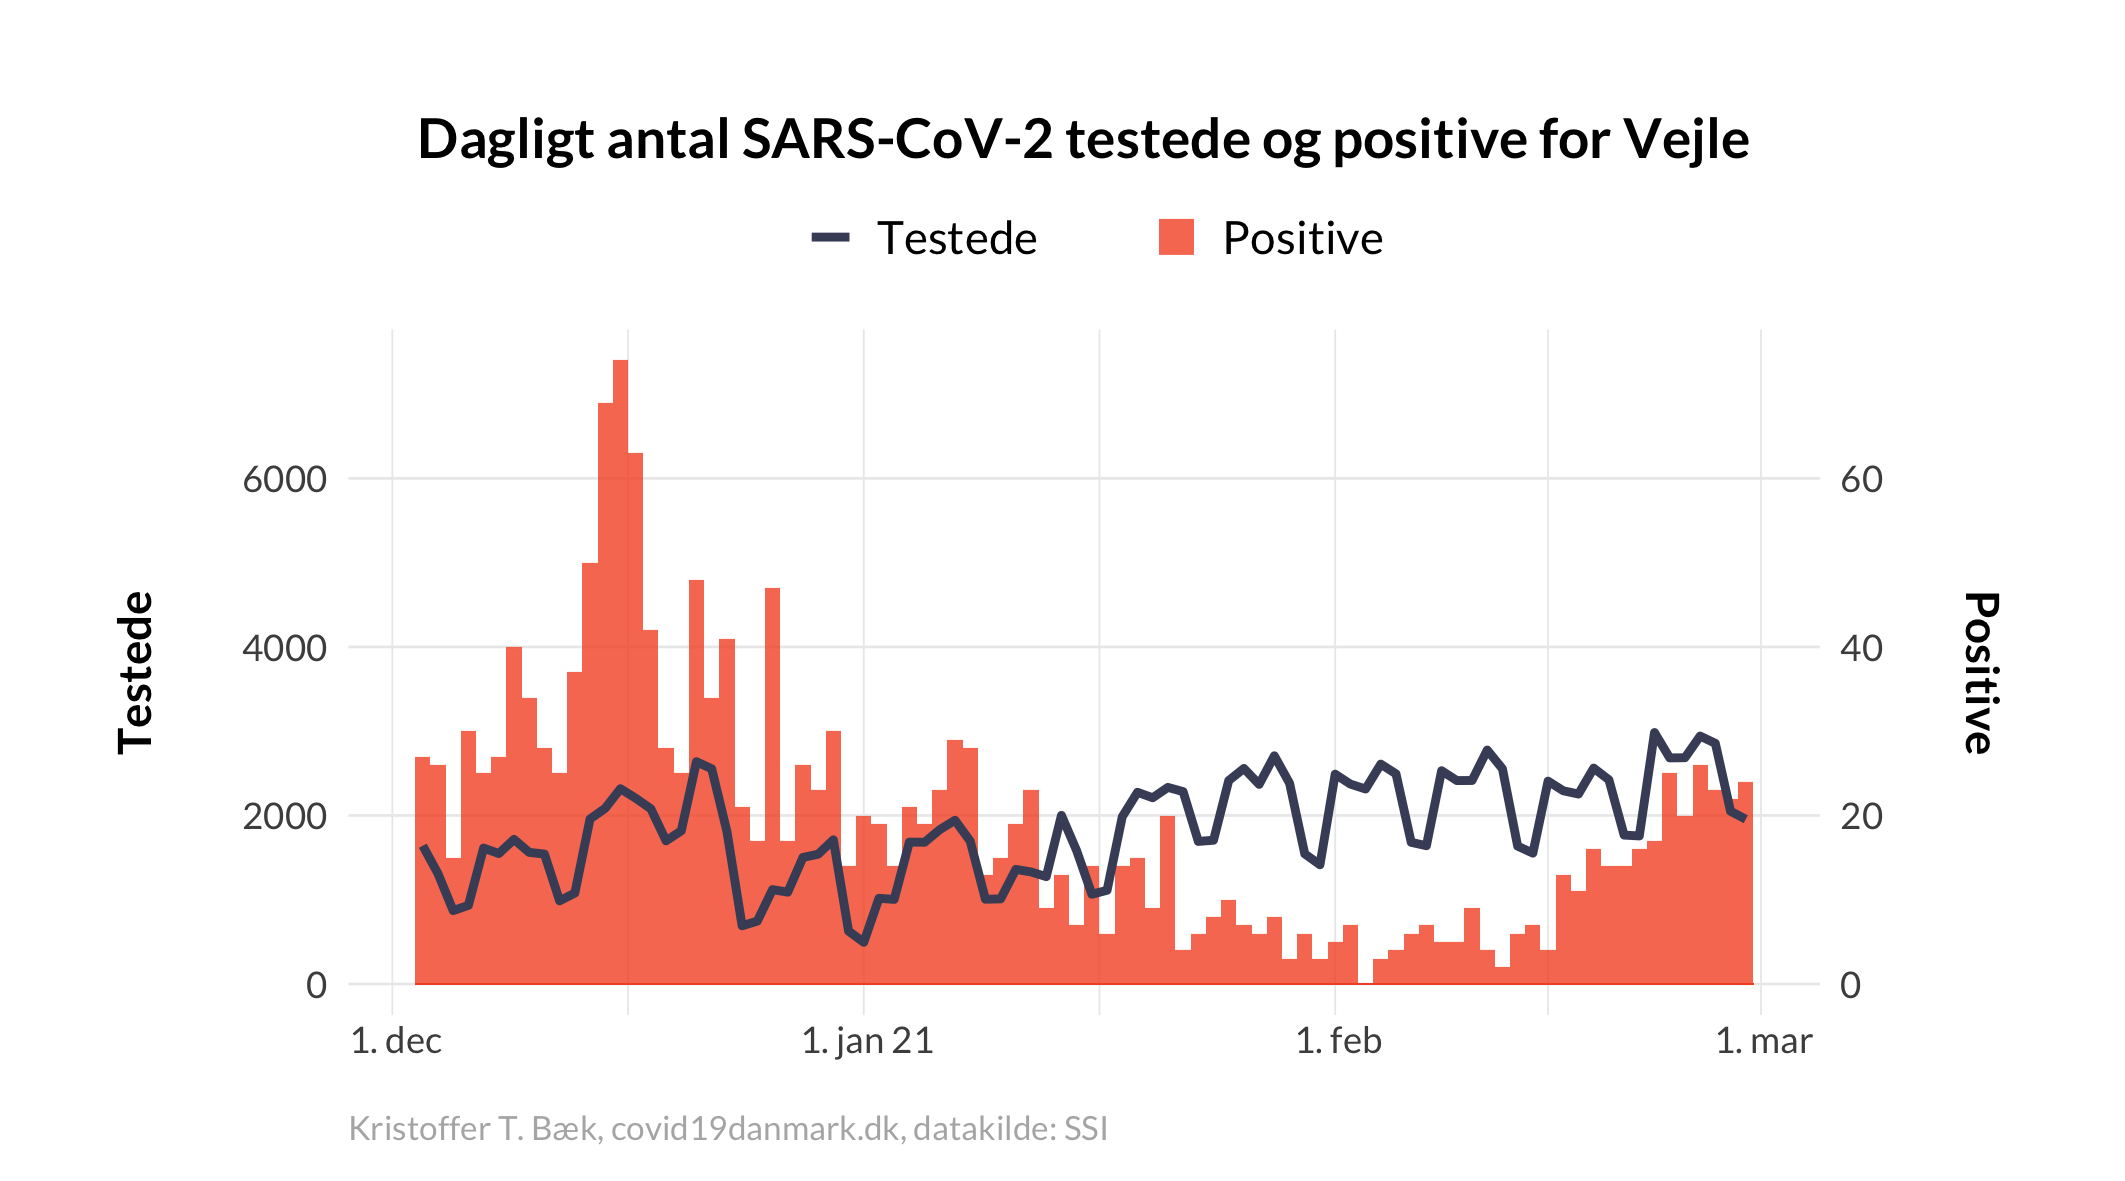 Dagligt antal SARS-CoV-2 testede og positive for Vejle
Testede
Positive
Testede
6000
4000
2000
0
60
40
20
0
Positive
1. dec
1. jan 21
1. feb
1. mar
Kristoffer T. Bæk, covid19danmark.dk, datakilde: SSI